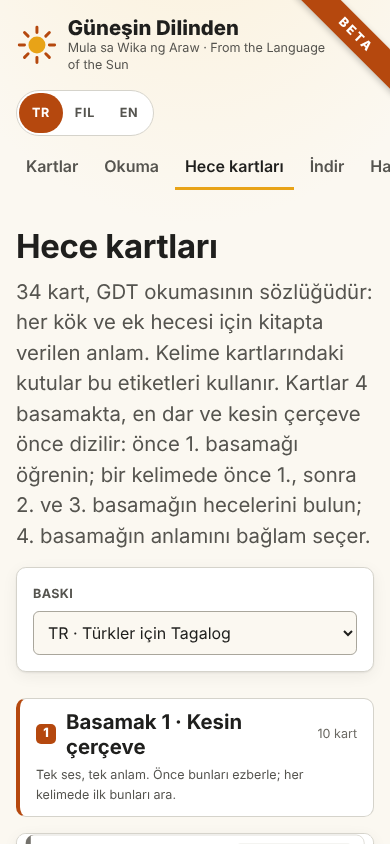 Güneşin Dilinden
Mula sa Wika ng Araw · From the Language
of the Sun
BETA
TR FIL EN
Kartlar Okuma Hece kartları İndir Ha
Hece kartları
34 kart, GDT okumasının sözlüğüdür:
her kök ve ek hecesi için kitapta
verilen anlam. Kelime kartlarındaki
kutular bu etiketleri kullanır. Kartlar 4
basamakta, en dar ve kesin çerçeve
önce dizilir: önce 1. basamağı
öğrenin; bir kelimede önce 1., sonra
2. ve 3. basamağın hecelerini bulun;
4. basamağın anlamını bağlam seçer.
BASKI
TR · Türkler için Tagalog
1 Basamak 1 · Kesin
çerçeve
10 kart
Tek ses, tek anlam. Önce bunları ezberle; her
kelimede ilk bunları ara.